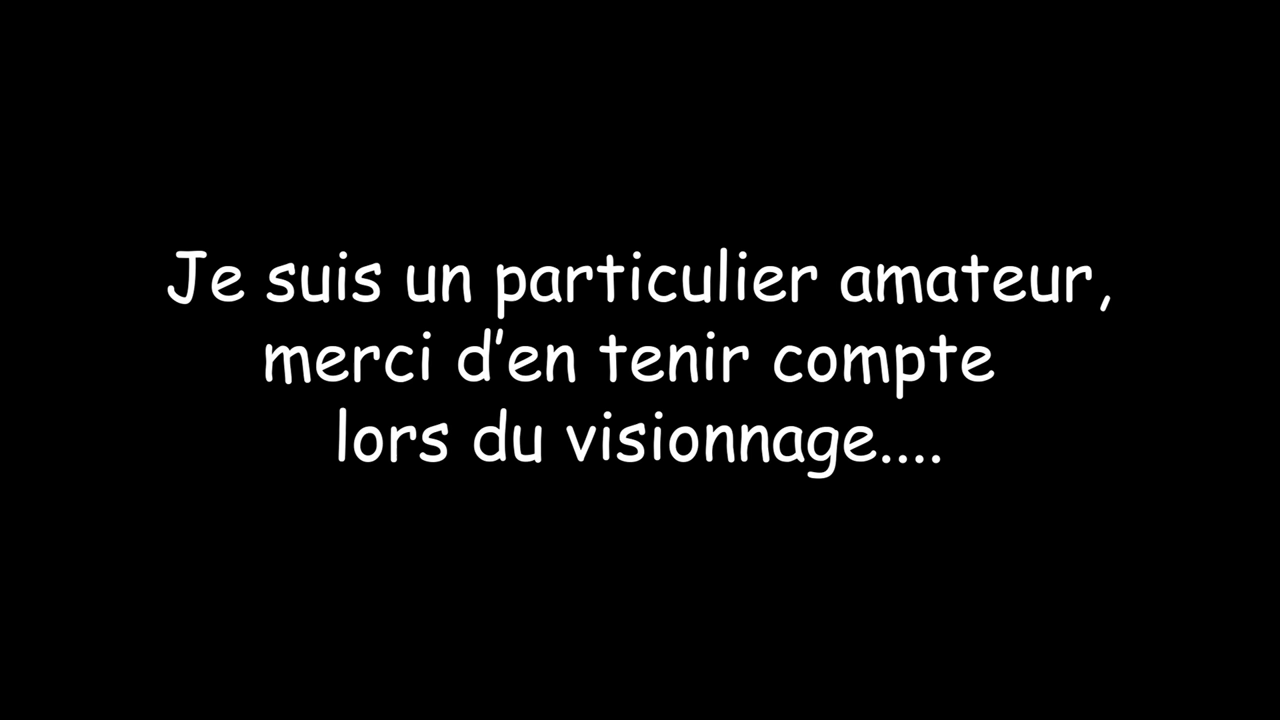 Je suis un particulier amateur,
merci d’en tenir compte
lors du visionnage....